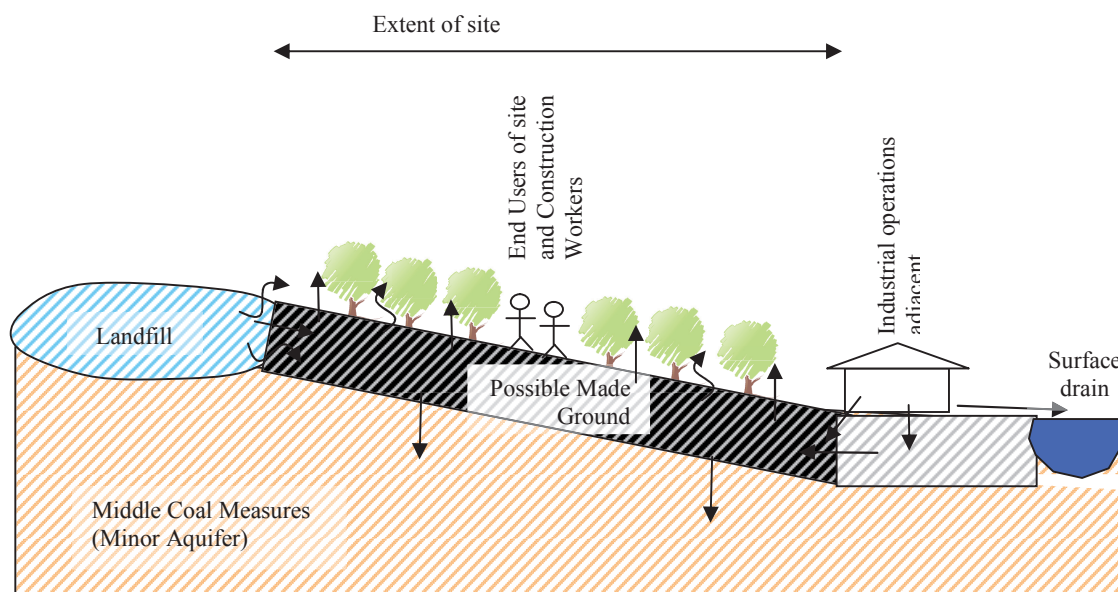 Extent of site
End Users of site
and Construction
Workers
Industrial operations
adjacent
Landfill
Surface
drain
Possible Made
Ground
Middle Coal Measures
(Minor Aquifer)